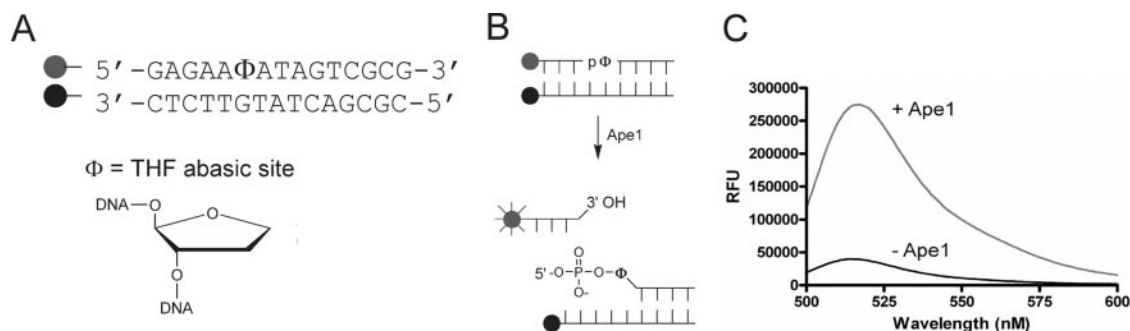 A
5'-GAGAAΦATAGTCGCG-3'
3'-CTCTTGTATCAGCGC-5'
Φ = THF abasic site
DNA
O
O
O
DNA
B
pΦ
Ape1
3' OH
O
5' -O-P-O-Φ
O-
C
RFU
300000
250000
200000
150000
100000
50000
0
+ Ape1
- Ape1
500
525
550
575
600
Wavelength (nM)